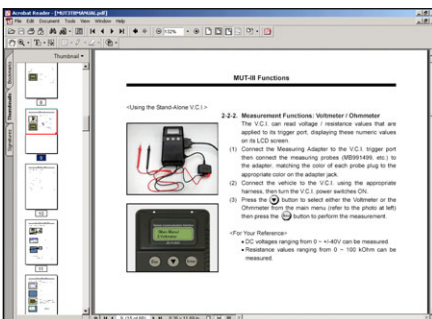 Acrobat Reader - [MUT3TRMANUAL.pdf]
File Edit Document Tools View Window Help
132%
Thumbnail
Bookmarks
Thumbnails
Signatures
9
10
11
MUT-III Functions
<Using the Stand-Alone V.C.I.>
2-2-2. Measurement Functions: Voltmeter / Ohmmeter
The V.C.I. can read voltage / resistance values that are
applied to its trigger port, displaying these numeric values
on its LCD screen.
(1) Connect the Measuring Adapter to the V.C.I. trigger port
then connect the measuring probes (MB991499, etc.) to
the adapter, matching the color of each probe plug to the
appropriate color on the adapter jack.
(2) Connect the vehicle to the V.C.I. using the appropriate
harness, then turn the V.C.I. power switches ON.
(3) Press the button to select either the Voltmeter or the
Ohmmeter from the main menu (refer to the photo at left)
then press the button to perform the measurement.
<For Your Reference>
• DC voltages ranging from 0 ~ +/-40V can be measured.
• Resistance values ranging from 0 ~ 100 kOhm can be
measured.